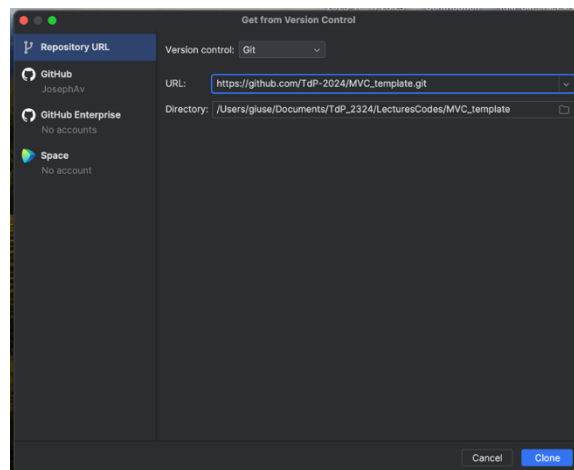 Get from Version Control
Repository URL
GitHub
JosephAv
GitHub Enterprise
No accounts
Space
No account
Version control: Git
URL: https://github.com/TdP-2024/MVC_template.git
Directory: /Users/giuse/Documents/TdP_2324/LecturesCodes/MVC_template
Cancel Clone